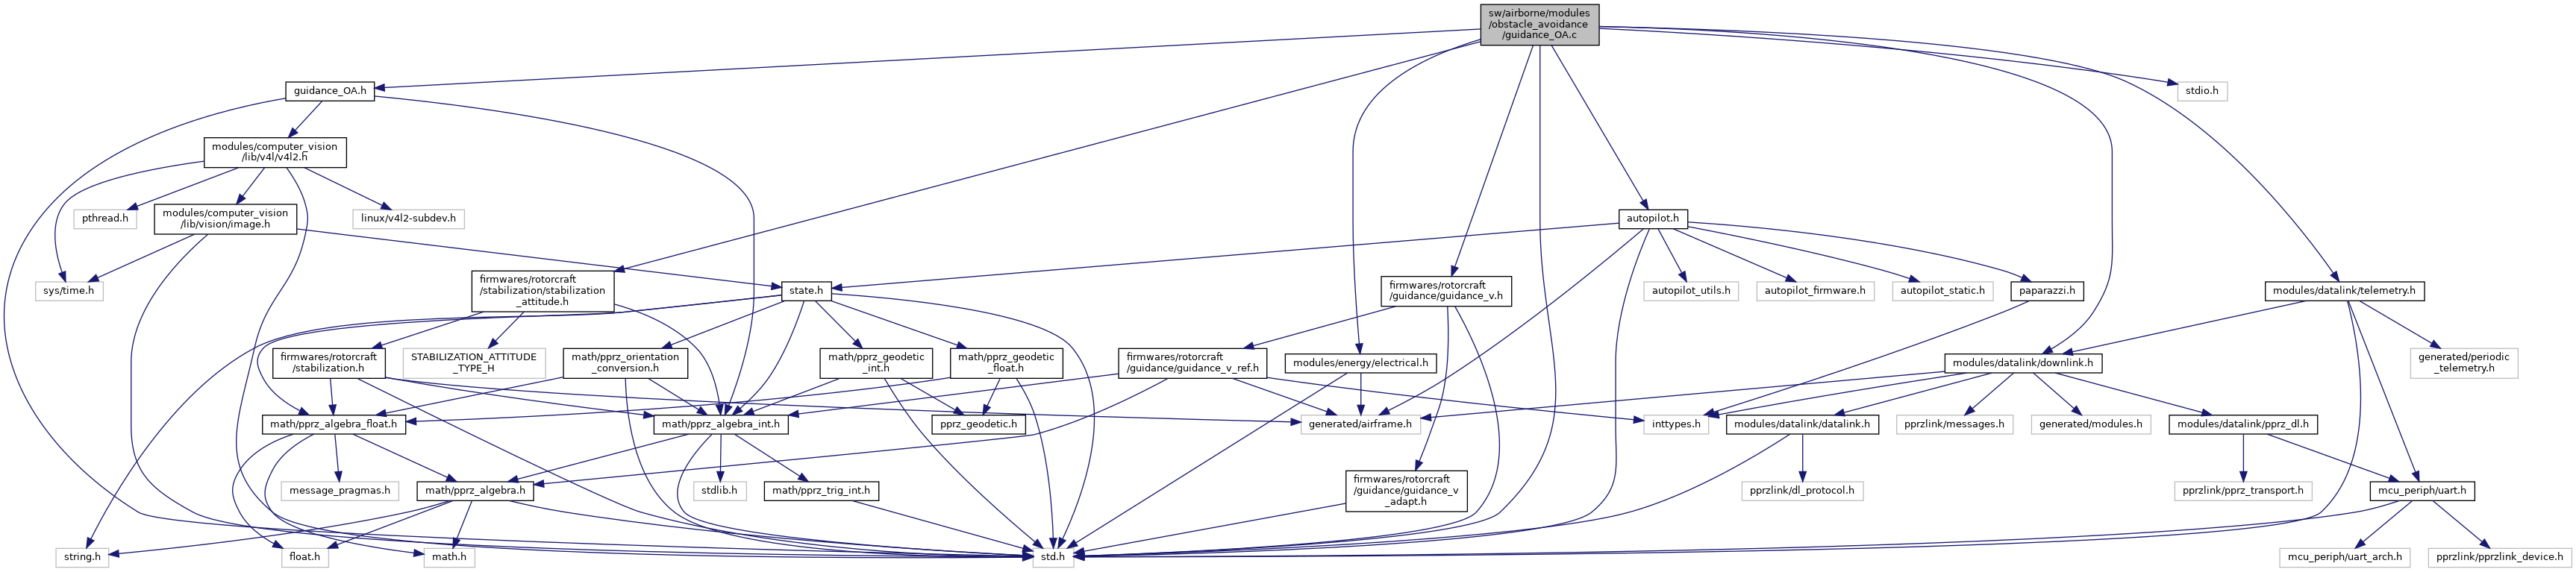 sw/airborne/modules
/obstacle_avoidance
/guidance_OA.c
guidance_OA.h
stdio.h
modules/computer_vision
/lib/v4l/v4l2.h
pthread.h
modules/computer_vision
/lib/vision/image.h
linux/v4l2-subdev.h
autopilot.h
sys/time.h
firmwares/rotorcraft
/stabilization/stabilization
_attitude.h
state.h
firmwares/rotorcraft
/guidance/guidance_v.h
autopilot_utils.h
autopilot_firmware.h
autopilot_static.h
paparazzi.h
modules/datalink/telemetry.h
firmwares/rotorcraft
/stabilization.h
STABILIZATION_ATTITUDE
_TYPE_H
math/pprz_orientation
_conversion.h
math/pprz_geodetic
_int.h
math/pprz_geodetic
_float.h
firmwares/rotorcraft
/guidance/guidance_v_ref.h
modules/energy/electrical.h
modules/datalink/downlink.h
generated/periodic
_telemetry.h
math/pprz_algebra_float.h
math/pprz_algebra_int.h
pprz_geodetic.h
generated/airframe.h
inttypes.h
modules/datalink/datalink.h
pprzlink/messages.h
generated/modules.h
modules/datalink/pprz_dl.h
message_pragmas.h
math/pprz_algebra.h
stdlib.h
math/pprz_trig_int.h
firmwares/rotorcraft
/guidance/guidance_v
_adapt.h
pprzlink/dl_protocol.h
pprzlink/pprz_transport.h
mcu_periph/uart.h
string.h
float.h
math.h
std.h
mcu_periph/uart_arch.h
pprzlink/pprzlink_device.h